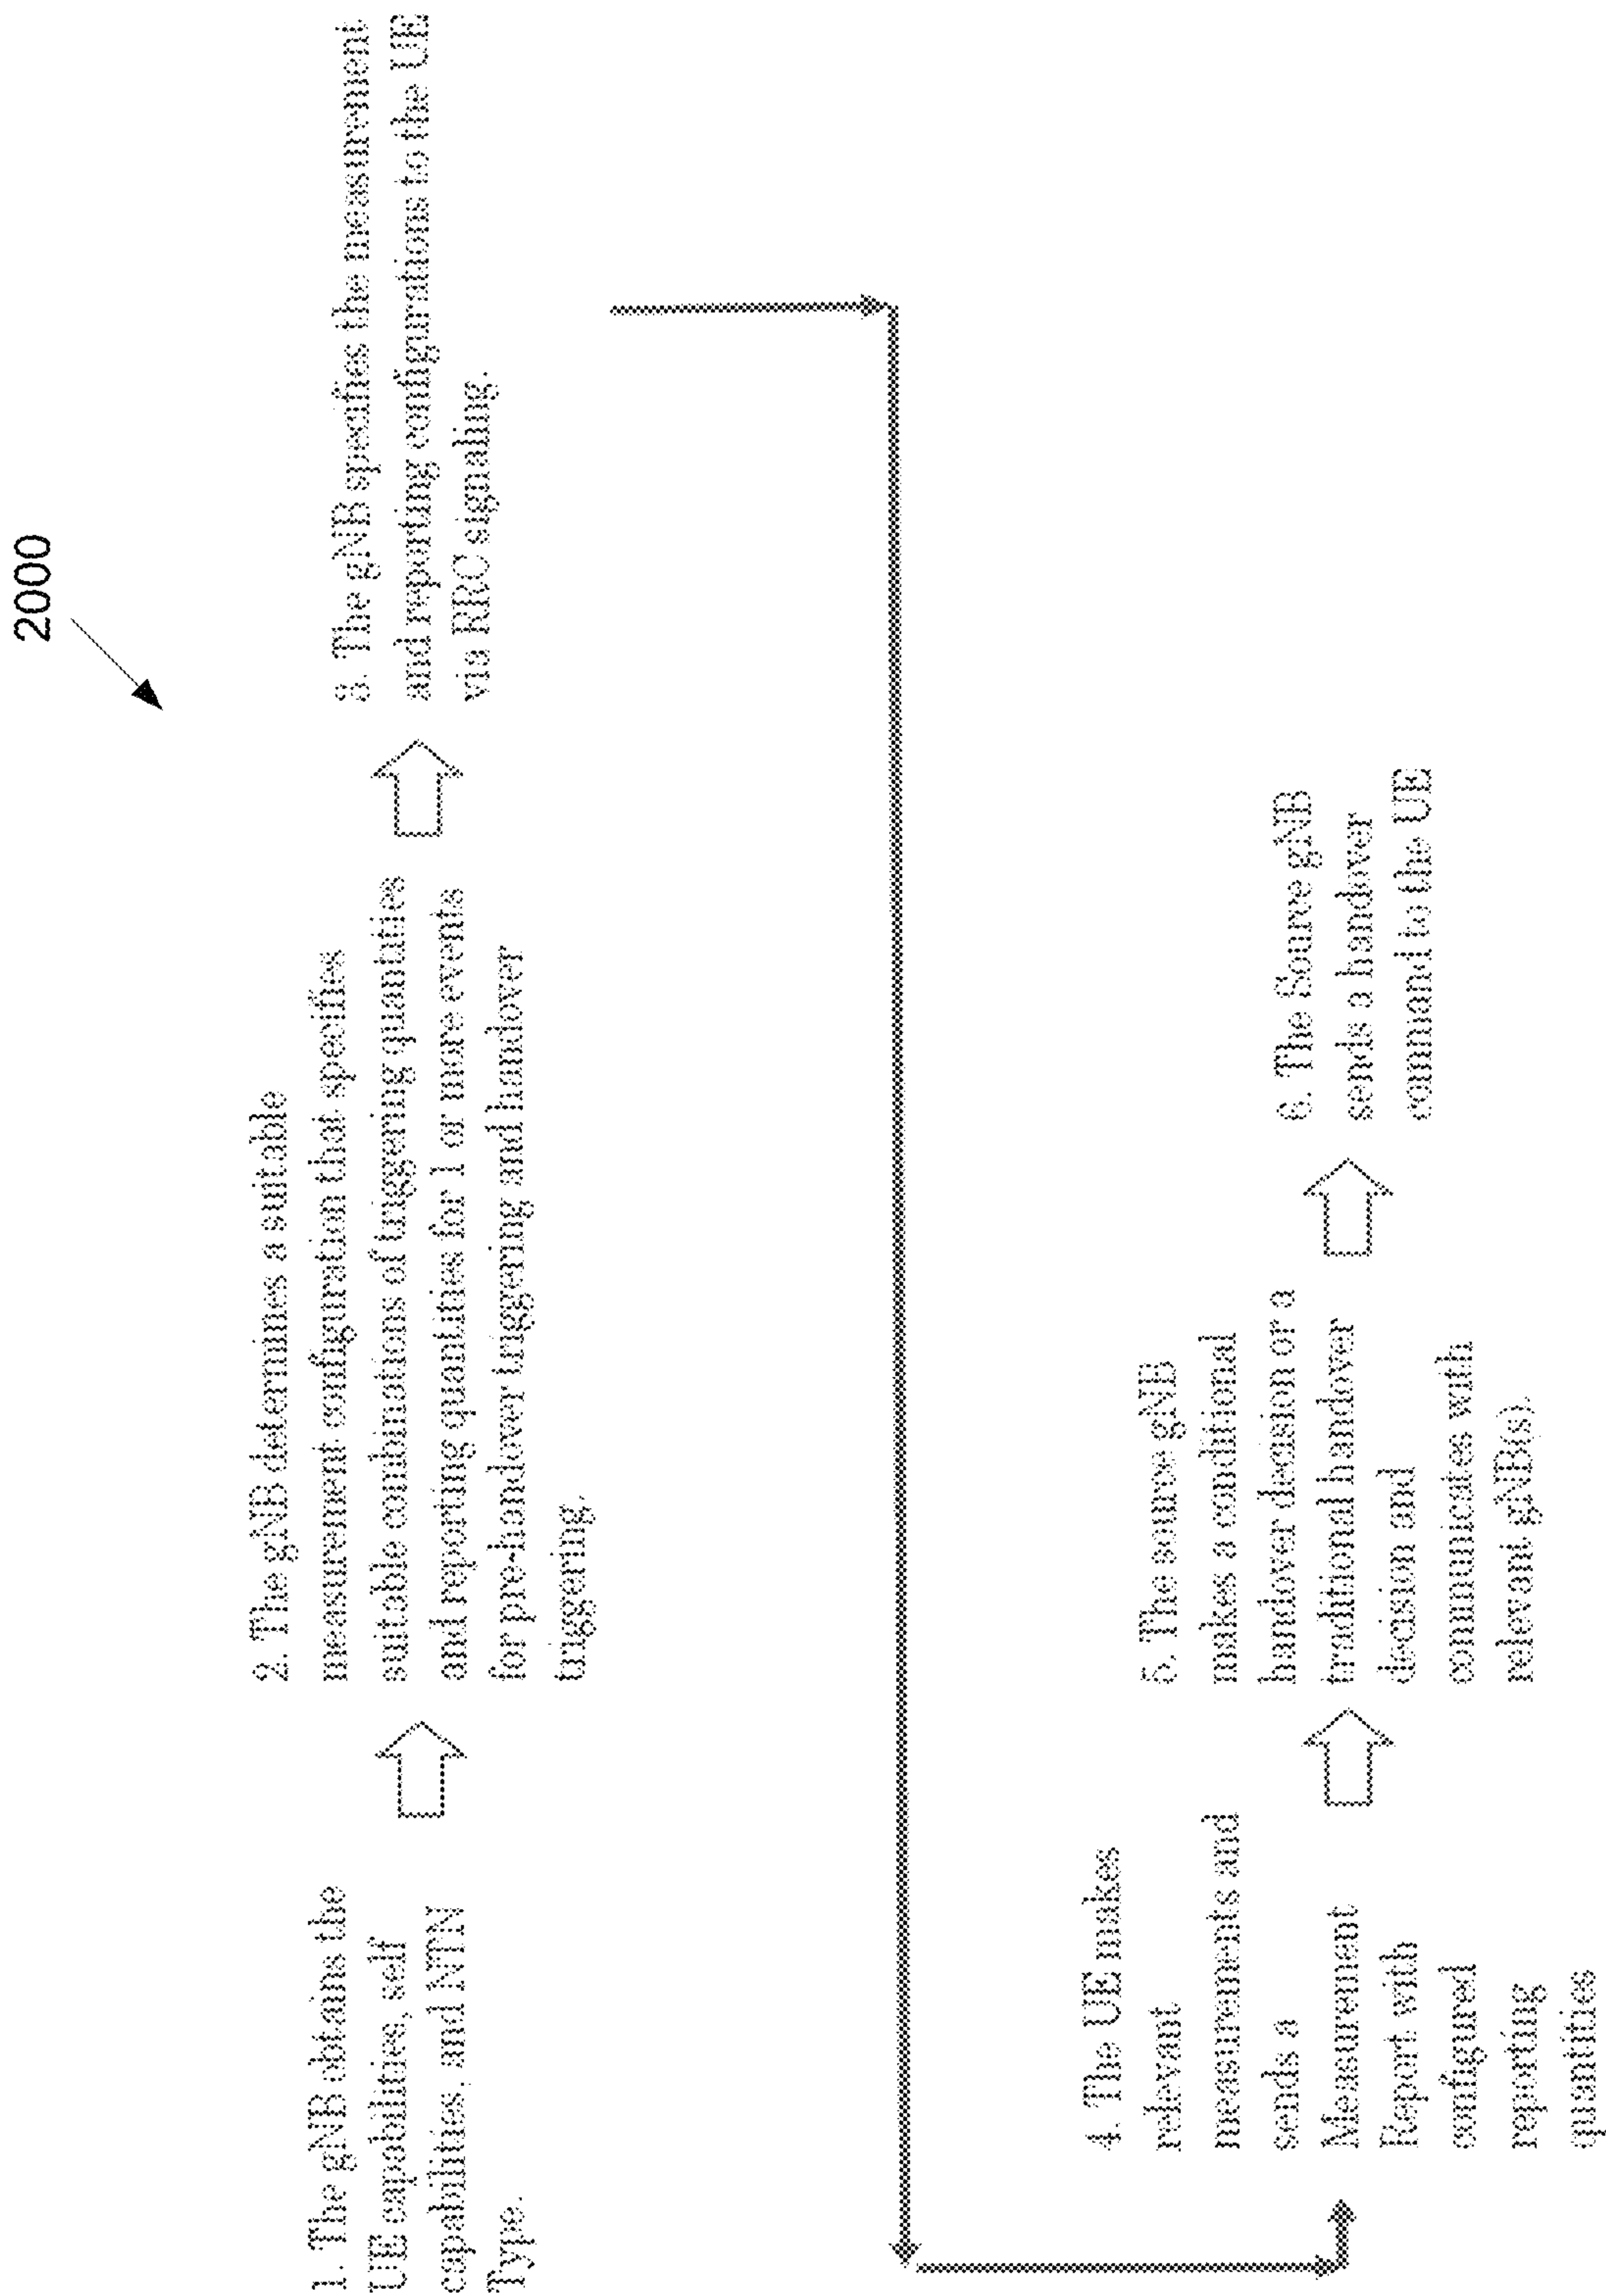 2000
1. The gNB obtains the
UE capabilities, self
capabilities, and NTN
Type.
2. The gNB determines a suitable
measurement configuration that specifies
suitable combinations of triggering quantities
and reporting quantities for 1 or more events
for pre-handover triggering and handover
triggering.
3. The gNB specifies the measurement
and reporting configurations to the UE
via RRC signaling.
4. The UE makes
relevant
measurements and
sends a
Measurement
Report with
configured
reporting
quantities
5. The source gNB
makes a conditional
handover decision or a
traditional handover
decision and
communicates with
relevant gNB(s).
6. The Source gNB
sends a handover
command to the UE